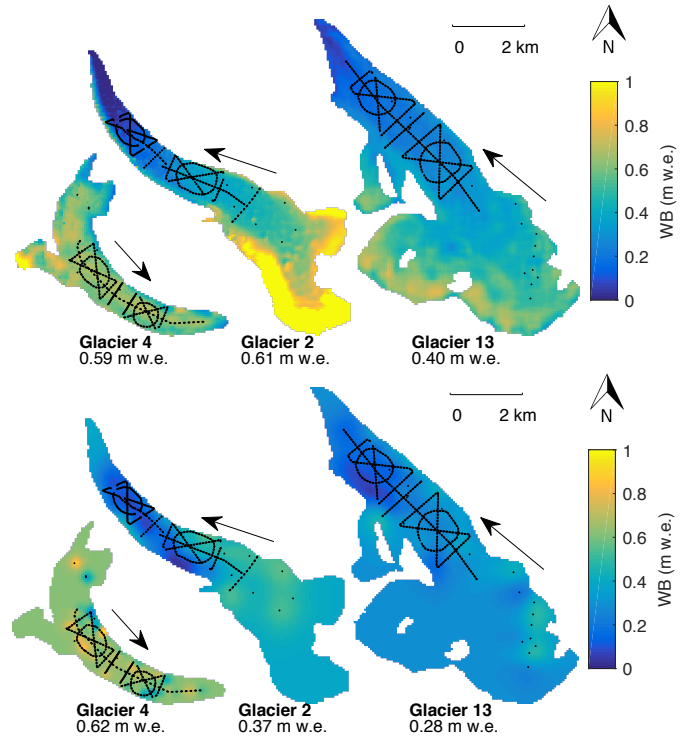 0 2 km
N
1
0.8
0.6
0.4
0.2
0
WB (m w.e.)
Glacier 4
0.59 m w.e.
Glacier 2
0.61 m w.e.
Glacier 13
0.40 m w.e.
0 2 km
N
1
0.8
0.6
0.4
0.2
0
WB (m w.e.)
Glacier 4
0.62 m w.e.
Glacier 2
0.37 m w.e.
Glacier 13
0.28 m w.e.